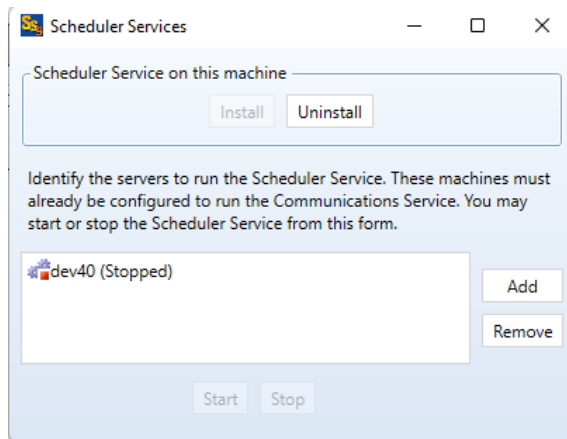 Scheduler Services
Scheduler Service on this machine
Install Uninstall
Identify the servers to run the Scheduler Service. These machines must
already be configured to run the Communications Service. You may
start or stop the Scheduler Service from this form.
dev40 (Stopped)
Add
Remove
Start Stop